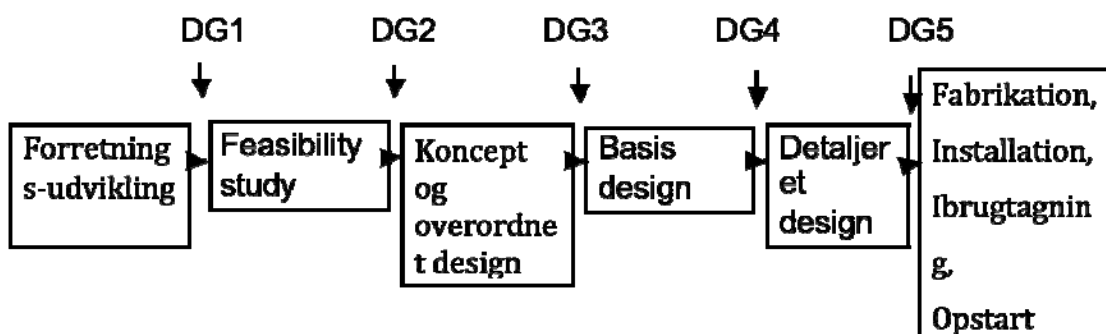 DG1 DG2 DG3 DG4 DG5
Forretning
s-udvikling
Feasibility
study
Koncept
og
overordne
t design
Basis
design
Detaljer
et
design
Fabrikation,
Installation,
Ibrugtagnin
g,
Opstart